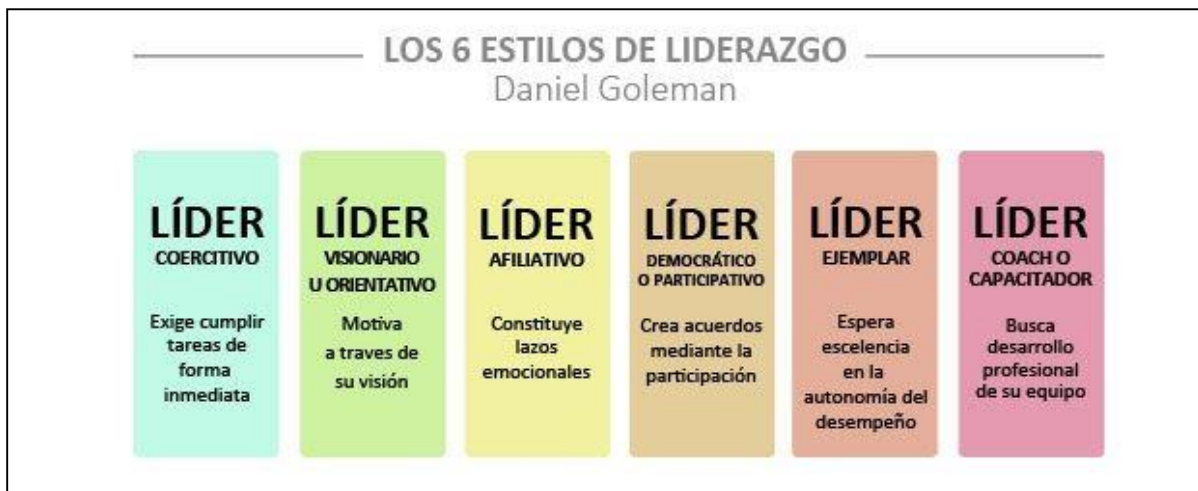 LOS 6 ESTILOS DE LIDERAZGO
Daniel Goleman
LÍDER
COERCITIVO
Exige cumplir
tareas de
forma
inmediata
LÍDER
VISIONARIO
U ORIENTATIVO
Motiva
a traves de
su visión
LÍDER
AFILIATIVO
Constituye
lazos
emocionales
LÍDER
DEMOCRÁTICO
O PARTICIPATIVO
Crea acuerdos
mediante la
participación
LÍDER
EJEMPLAR
Espera
escelencia
en la
autonomía del
desempeño
LÍDER
COACH O
CAPACITADOR
Busca
desarrollo
profesional
de su equipo